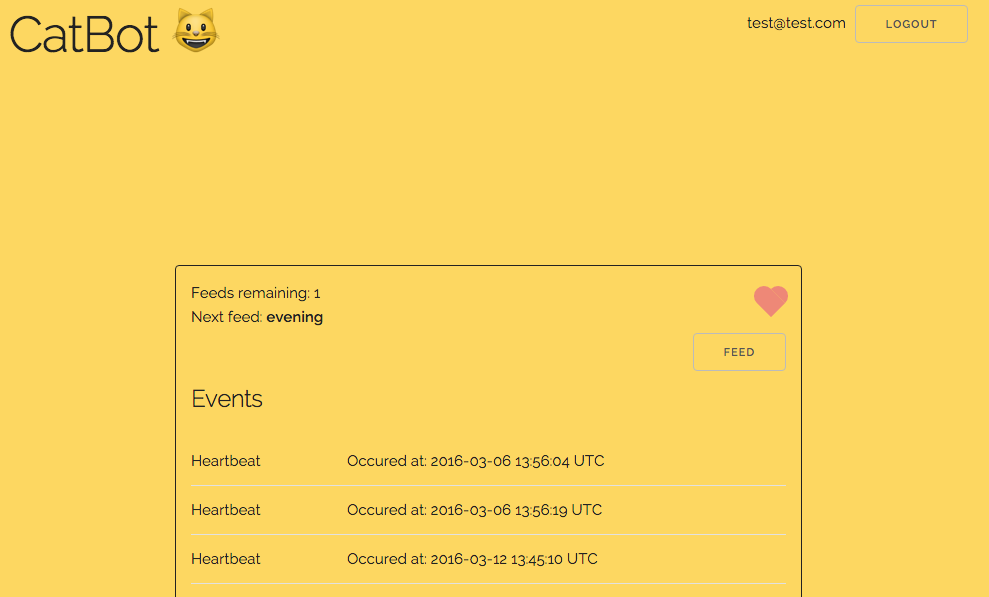 CatBot
test@test.com
LOGOUT
Feeds remaining: 1
Next feed: evening
FEED
Events
Heartbeat Occured at: 2016-03-06 13:56:04 UTC
Heartbeat Occured at: 2016-03-06 13:56:19 UTC
Heartbeat Occured at: 2016-03-12 13:45:10 UTC